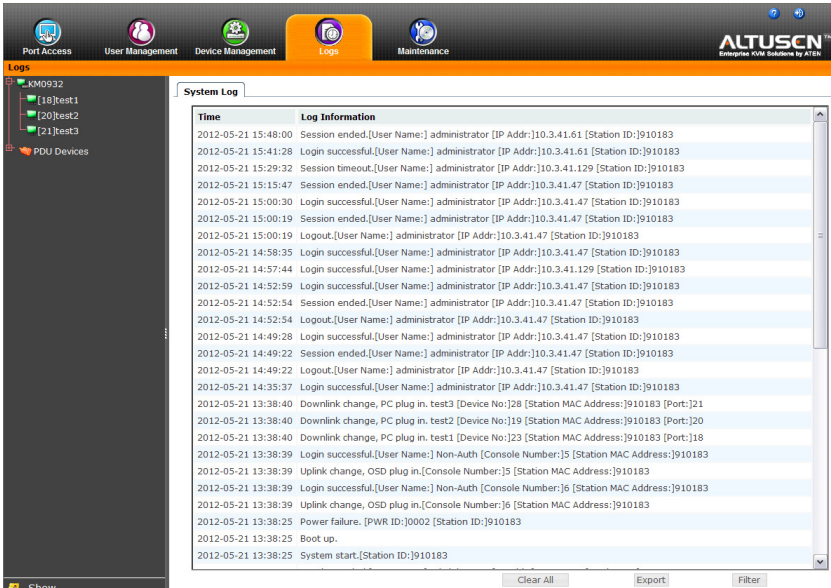 Port Access
User Management
Device Management
Logs
Maintenance
ALTUSEN™
Enterprise KVM Solutions by ATEN
Logs
KM0932
[18]test1
[20]test2
[21]test3
PDU Devices
System Log
Time Log Information
2012-05-21 15:48:00 Session ended.[User Name:] administrator [IP Addr:]10.3.41.61 [Station ID:]910183
2012-05-21 15:41:28 Login successful.[User Name:] administrator [IP Addr:]10.3.41.61 [Station ID:]910183
2012-05-21 15:29:32 Session timeout.[User Name:] administrator [IP Addr:]10.3.41.129 [Station ID:]910183
2012-05-21 15:15:47 Session ended.[User Name:] administrator [IP Addr:]10.3.41.47 [Station ID:]910183
2012-05-21 15:00:30 Login successful.[User Name:] administrator [IP Addr:]10.3.41.47 [Station ID:]910183
2012-05-21 15:00:19 Session ended.[User Name:] administrator [IP Addr:]10.3.41.47 [Station ID:]910183
2012-05-21 15:00:19 Logout.[User Name:] administrator [IP Addr:]10.3.41.47 [Station ID:]910183
2012-05-21 14:58:35 Login successful.[User Name:] administrator [IP Addr:]10.3.41.47 [Station ID:]910183
2012-05-21 14:57:44 Login successful.[User Name:] administrator [IP Addr:]10.3.41.129 [Station ID:]910183
2012-05-21 14:52:59 Login successful.[User Name:] administrator [IP Addr:]10.3.41.47 [Station ID:]910183
2012-05-21 14:52:54 Session ended.[User Name:] administrator [IP Addr:]10.3.41.47 [Station ID:]910183
2012-05-21 14:52:54 Logout.[User Name:] administrator [IP Addr:]10.3.41.47 [Station ID:]910183
2012-05-21 14:49:28 Login successful.[User Name:] administrator [IP Addr:]10.3.41.47 [Station ID:]910183
2012-05-21 14:49:22 Session ended.[User Name:] administrator [IP Addr:]10.3.41.47 [Station ID:]910183
2012-05-21 14:49:22 Logout.[User Name:] administrator [IP Addr:]10.3.41.47 [Station ID:]910183
2012-05-21 14:35:37 Login successful.[User Name:] administrator [IP Addr:]10.3.41.47 [Station ID:]910183
2012-05-21 13:38:40 Downlink change, PC plug in. test3 [Device No:]28 [Station MAC Address:]910183 [Port:]21
2012-05-21 13:38:40 Downlink change, PC plug in. test2 [Device No:]19 [Station MAC Address:]910183 [Port:]20
2012-05-21 13:38:40 Downlink change, PC plug in. test1 [Device No:]23 [Station MAC Address:]910183 [Port:]18
2012-05-21 13:38:39 Login successful.[User Name:] Non-Auth [Console Number:]5 [Station MAC Address:]910183
2012-05-21 13:38:39 Uplink change, OSD plug in.[Console Number:]5 [Station MAC Address:]910183
2012-05-21 13:38:39 Login successful.[User Name:] Non-Auth [Console Number:]6 [Station MAC Address:]910183
2012-05-21 13:38:39 Uplink change, OSD plug in.[Console Number:]6 [Station MAC Address:]910183
2012-05-21 13:38:25 Power failure. [PWR ID:]0002 [Station ID:]910183
2012-05-21 13:38:25 Boot up.
2012-05-21 13:38:25 System start.[Station ID:]910183
Clear All
Export
Filter
Show